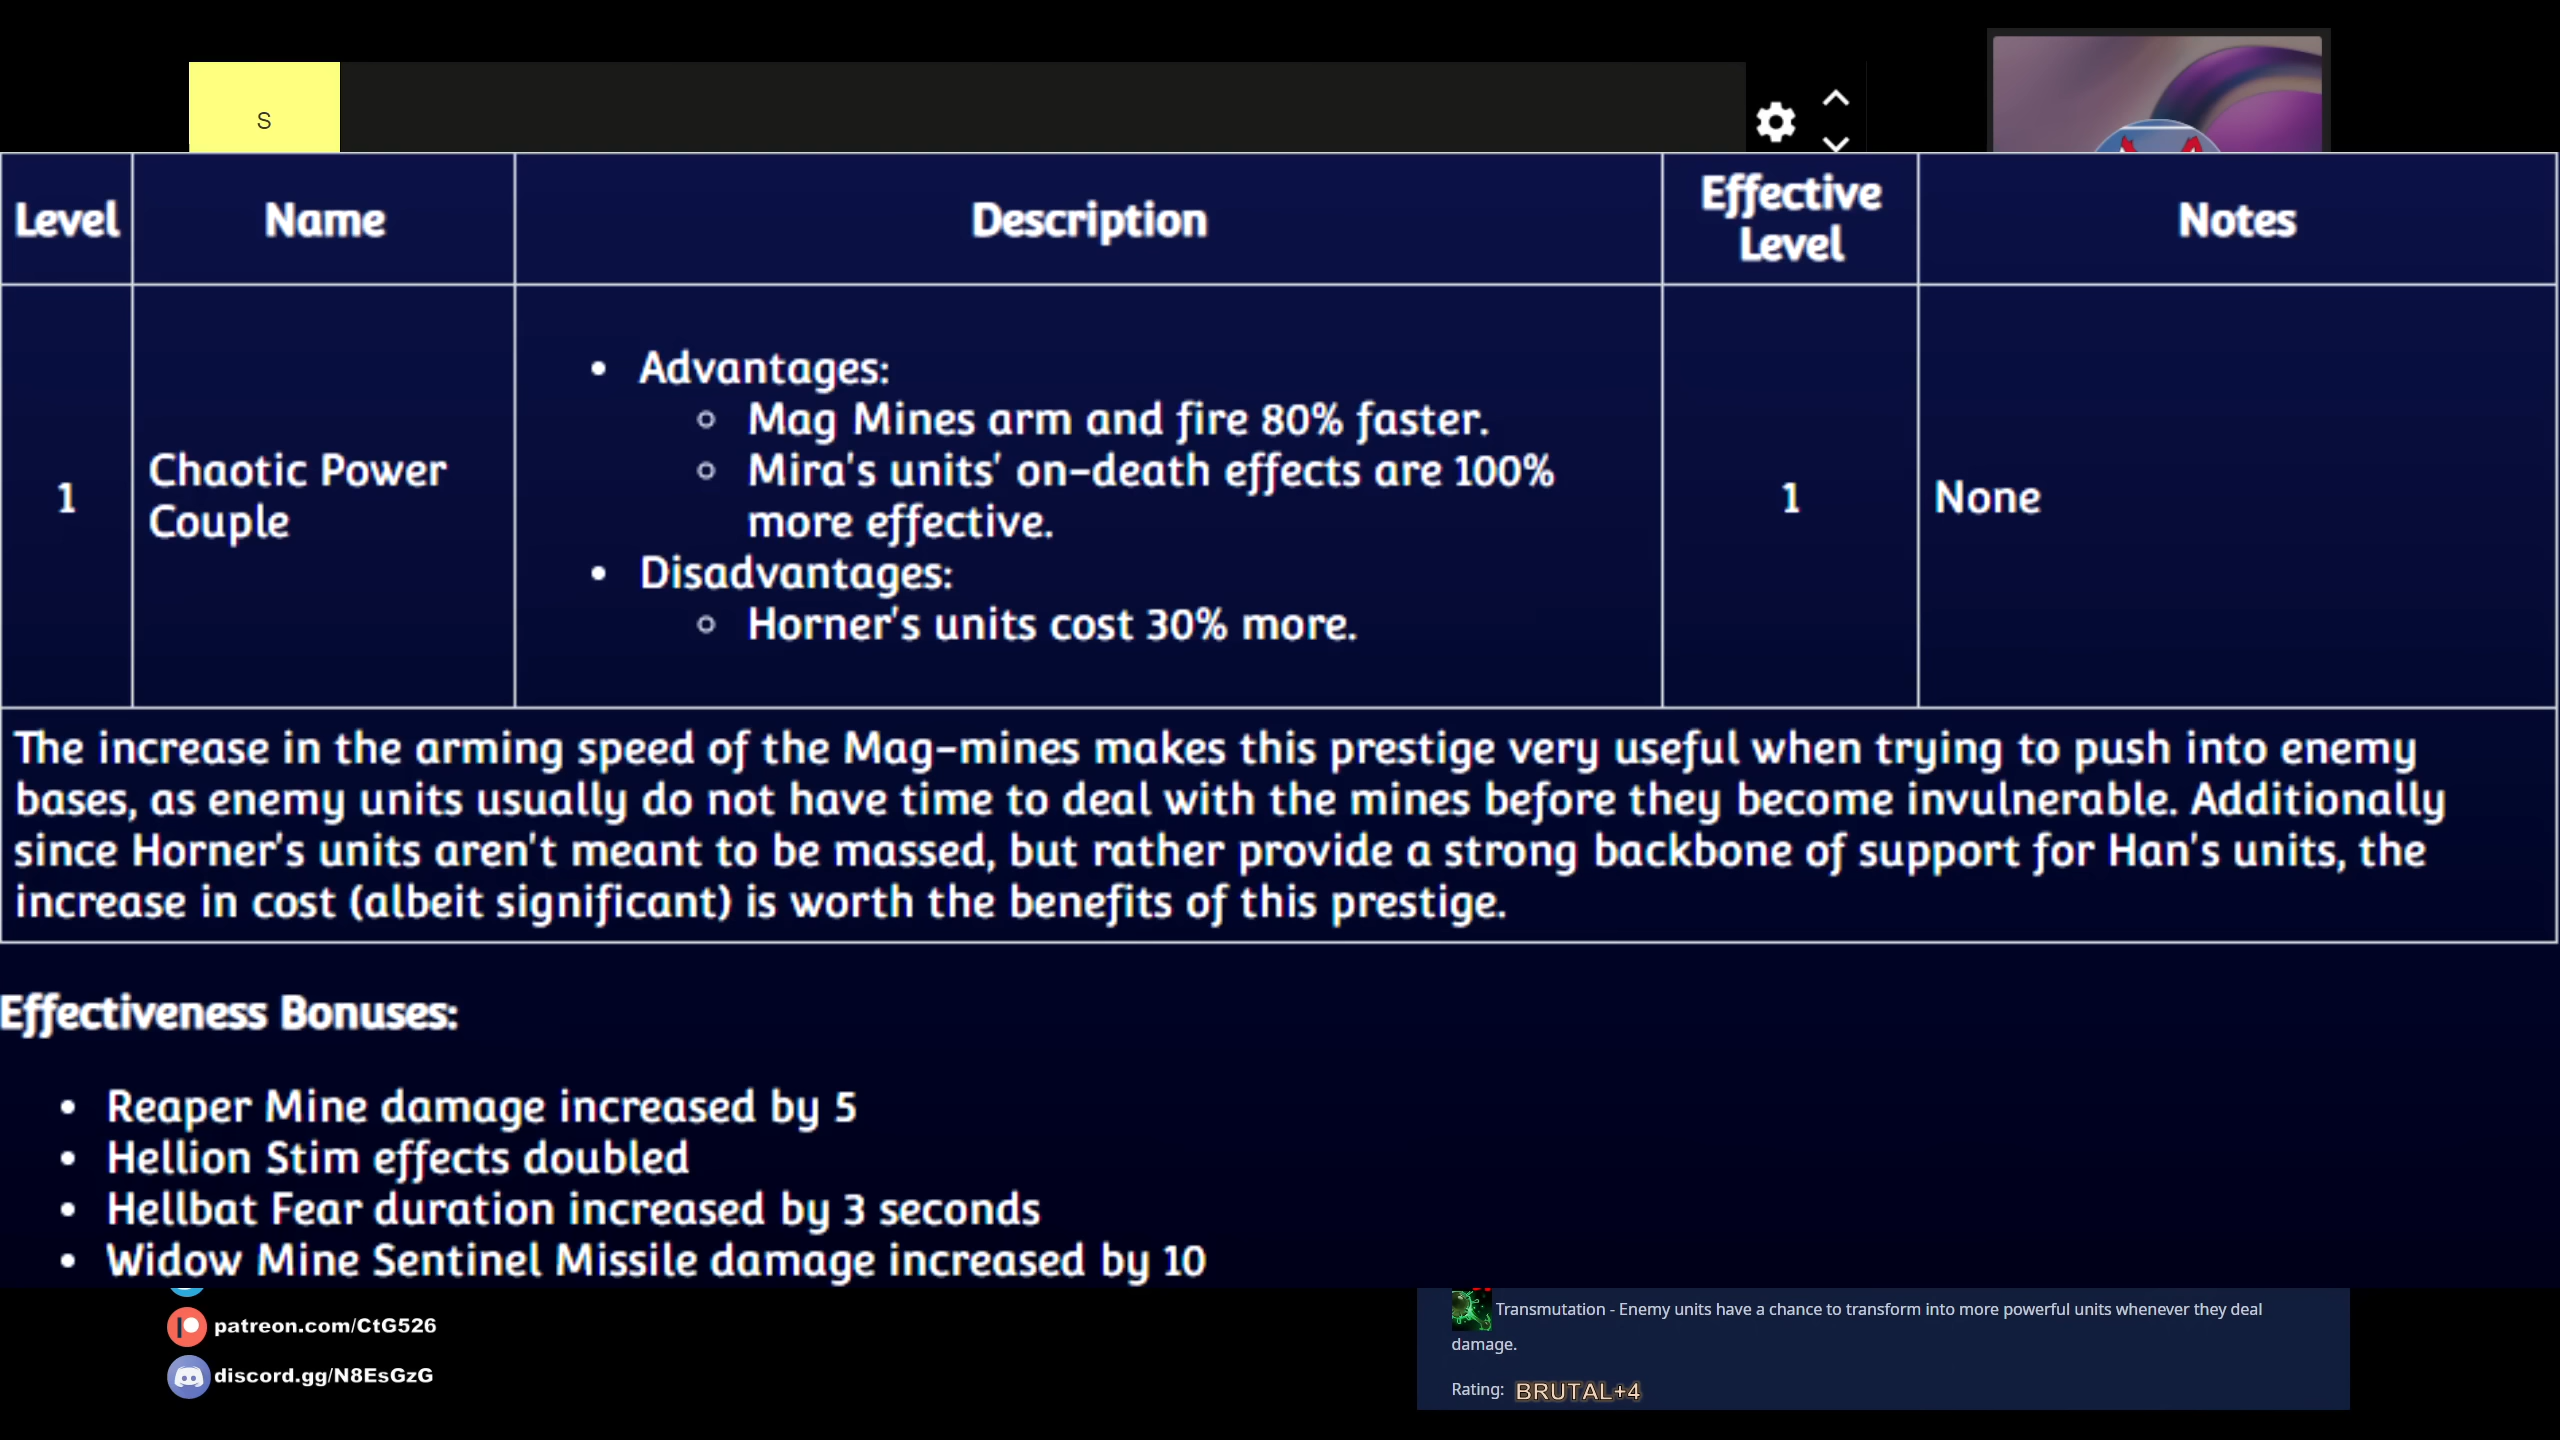 S
Level
Name
Description
Effective
Level
Notes
1
Chaotic Power
Couple
• Advantages:
◦ Mag Mines arm and fire 80% faster.
◦ Mira's units' on-death effects are 100%
more effective.
• Disadvantages:
◦ Horner's units cost 30% more.
1
None
The increase in the arming speed of the Mag-mines makes this prestige very useful when trying to push into enemy
bases, as enemy units usually do not have time to deal with the mines before they become invulnerable. Additionally
since Horner's units aren't meant to be massed, but rather provide a strong backbone of support for Han's units, the
increase in cost (albeit significant) is worth the benefits of this prestige.
Effectiveness Bonuses:
• Reaper Mine damage increased by 5
• Hellion Stim effects doubled
• Hellbat Fear duration increased by 3 seconds
• Widow Mine Sentinel Missile damage increased by 10
patreon.com/CtG526
discord.gg/N8EsGzG
Transmutation - Enemy units have a chance to transform into more powerful units whenever they deal
damage.
Rating: BRUTAL+4